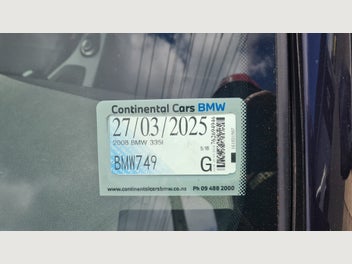 Continental Cars BMW
27/03/2025
2008 BMW 335I
BMW749 G
www.continentalcarsbmw.co.nz Ph 09 488 2000